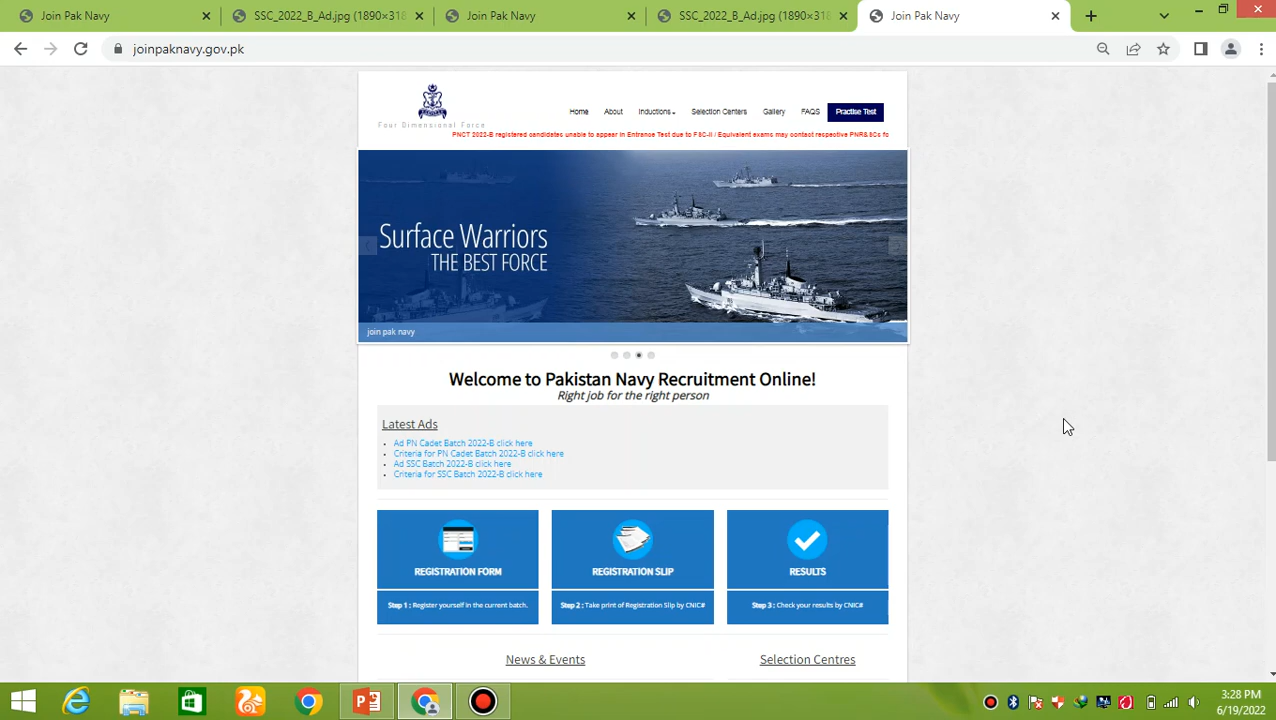 Join Pak Navy
SSC_2022_B_Ad.jpg (1890×318
Join Pak Navy
SSC_2022_B_Ad.jpg (1890×318
Join Pak Navy
joinpaknavy.gov.pk
Four Dimensional Force
Home About Inductions Selection Centers Gallery FAQS Practise Test
PNCT 2022-B registered candidates unable to appear in Entrance Test due to FSC-II / Equivalent exams may contact respective PNR&SCs fo
Surface Warriors
THE BEST FORCE
join pak navy
Welcome to Pakistan Navy Recruitment Online!
Right job for the right person
Latest Ads
Ad PN Cadet Batch 2022-B click here
Criteria for PN Cadet Batch 2022-B click here
Ad SSC Batch 2022-B click here
Criteria for SSC Batch 2022-B click here
REGISTRATION FORM
Step 1 : Register yourself in the current batch.
REGISTRATION SLIP
Step 2 : Take print of Registration Slip by CNIC#
RESULTS
Step 3 : Check your results by CNIC#
News & Events
Selection Centres
3:28 PM
6/19/2022